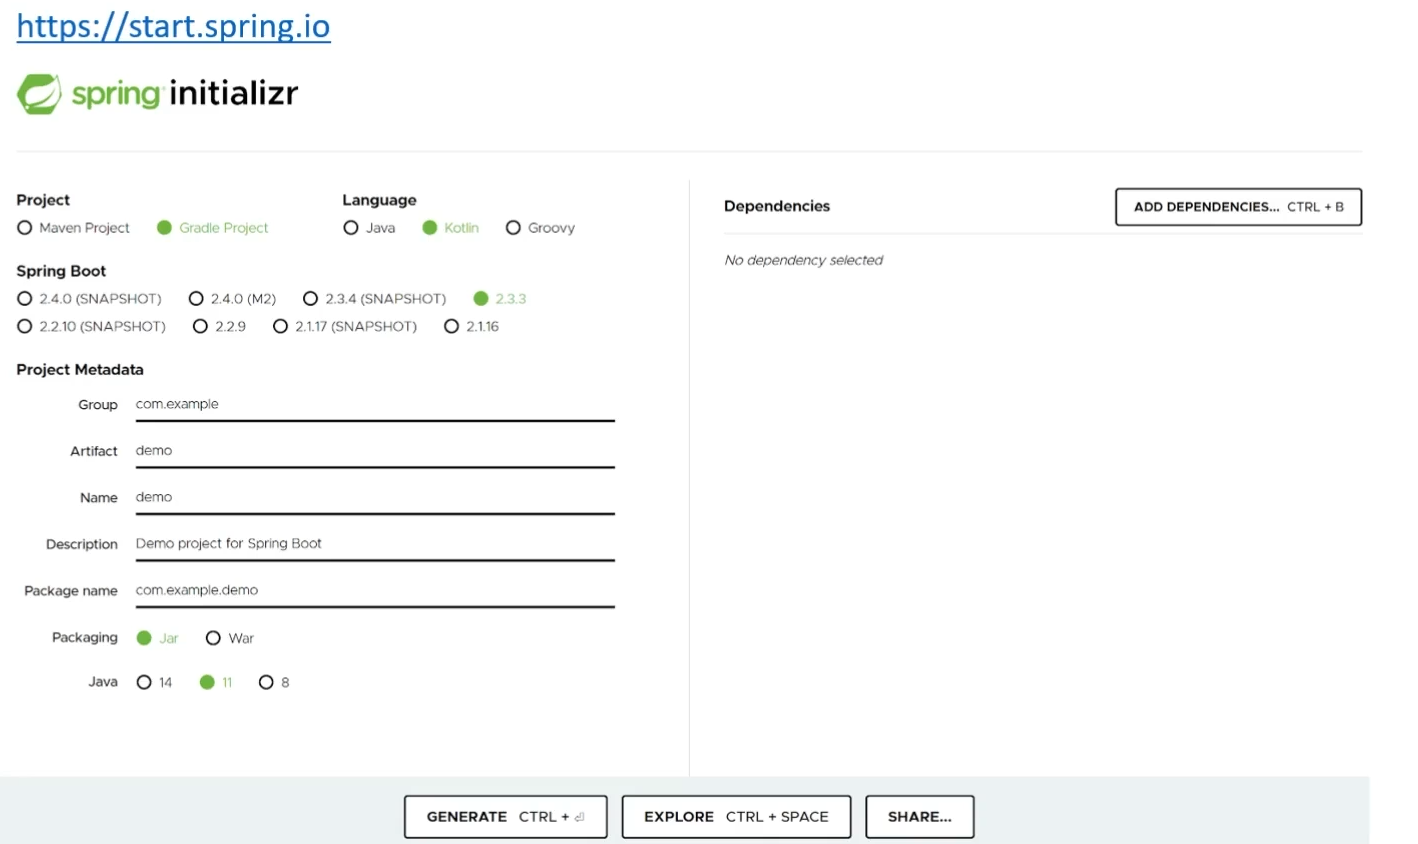 https://start.spring.io
spring initializr
Project
Maven Project Gradle Project
Language
Java Kotlin Groovy
Spring Boot
2.4.0 (SNAPSHOT) 2.4.0 (M2) 2.3.4 (SNAPSHOT) 2.3.3
2.2.10 (SNAPSHOT) 2.2.9 2.1.17 (SNAPSHOT) 2.1.16
Project Metadata
Group com.example
Artifact demo
Name demo
Description Demo project for Spring Boot
Package name com.example.demo
Packaging Jar War
Java 14 11 8
Dependencies ADD DEPENDENCIES... CTRL + B
No dependency selected
GENERATE CTRL + ⏎ EXPLORE CTRL + SPACE SHARE...